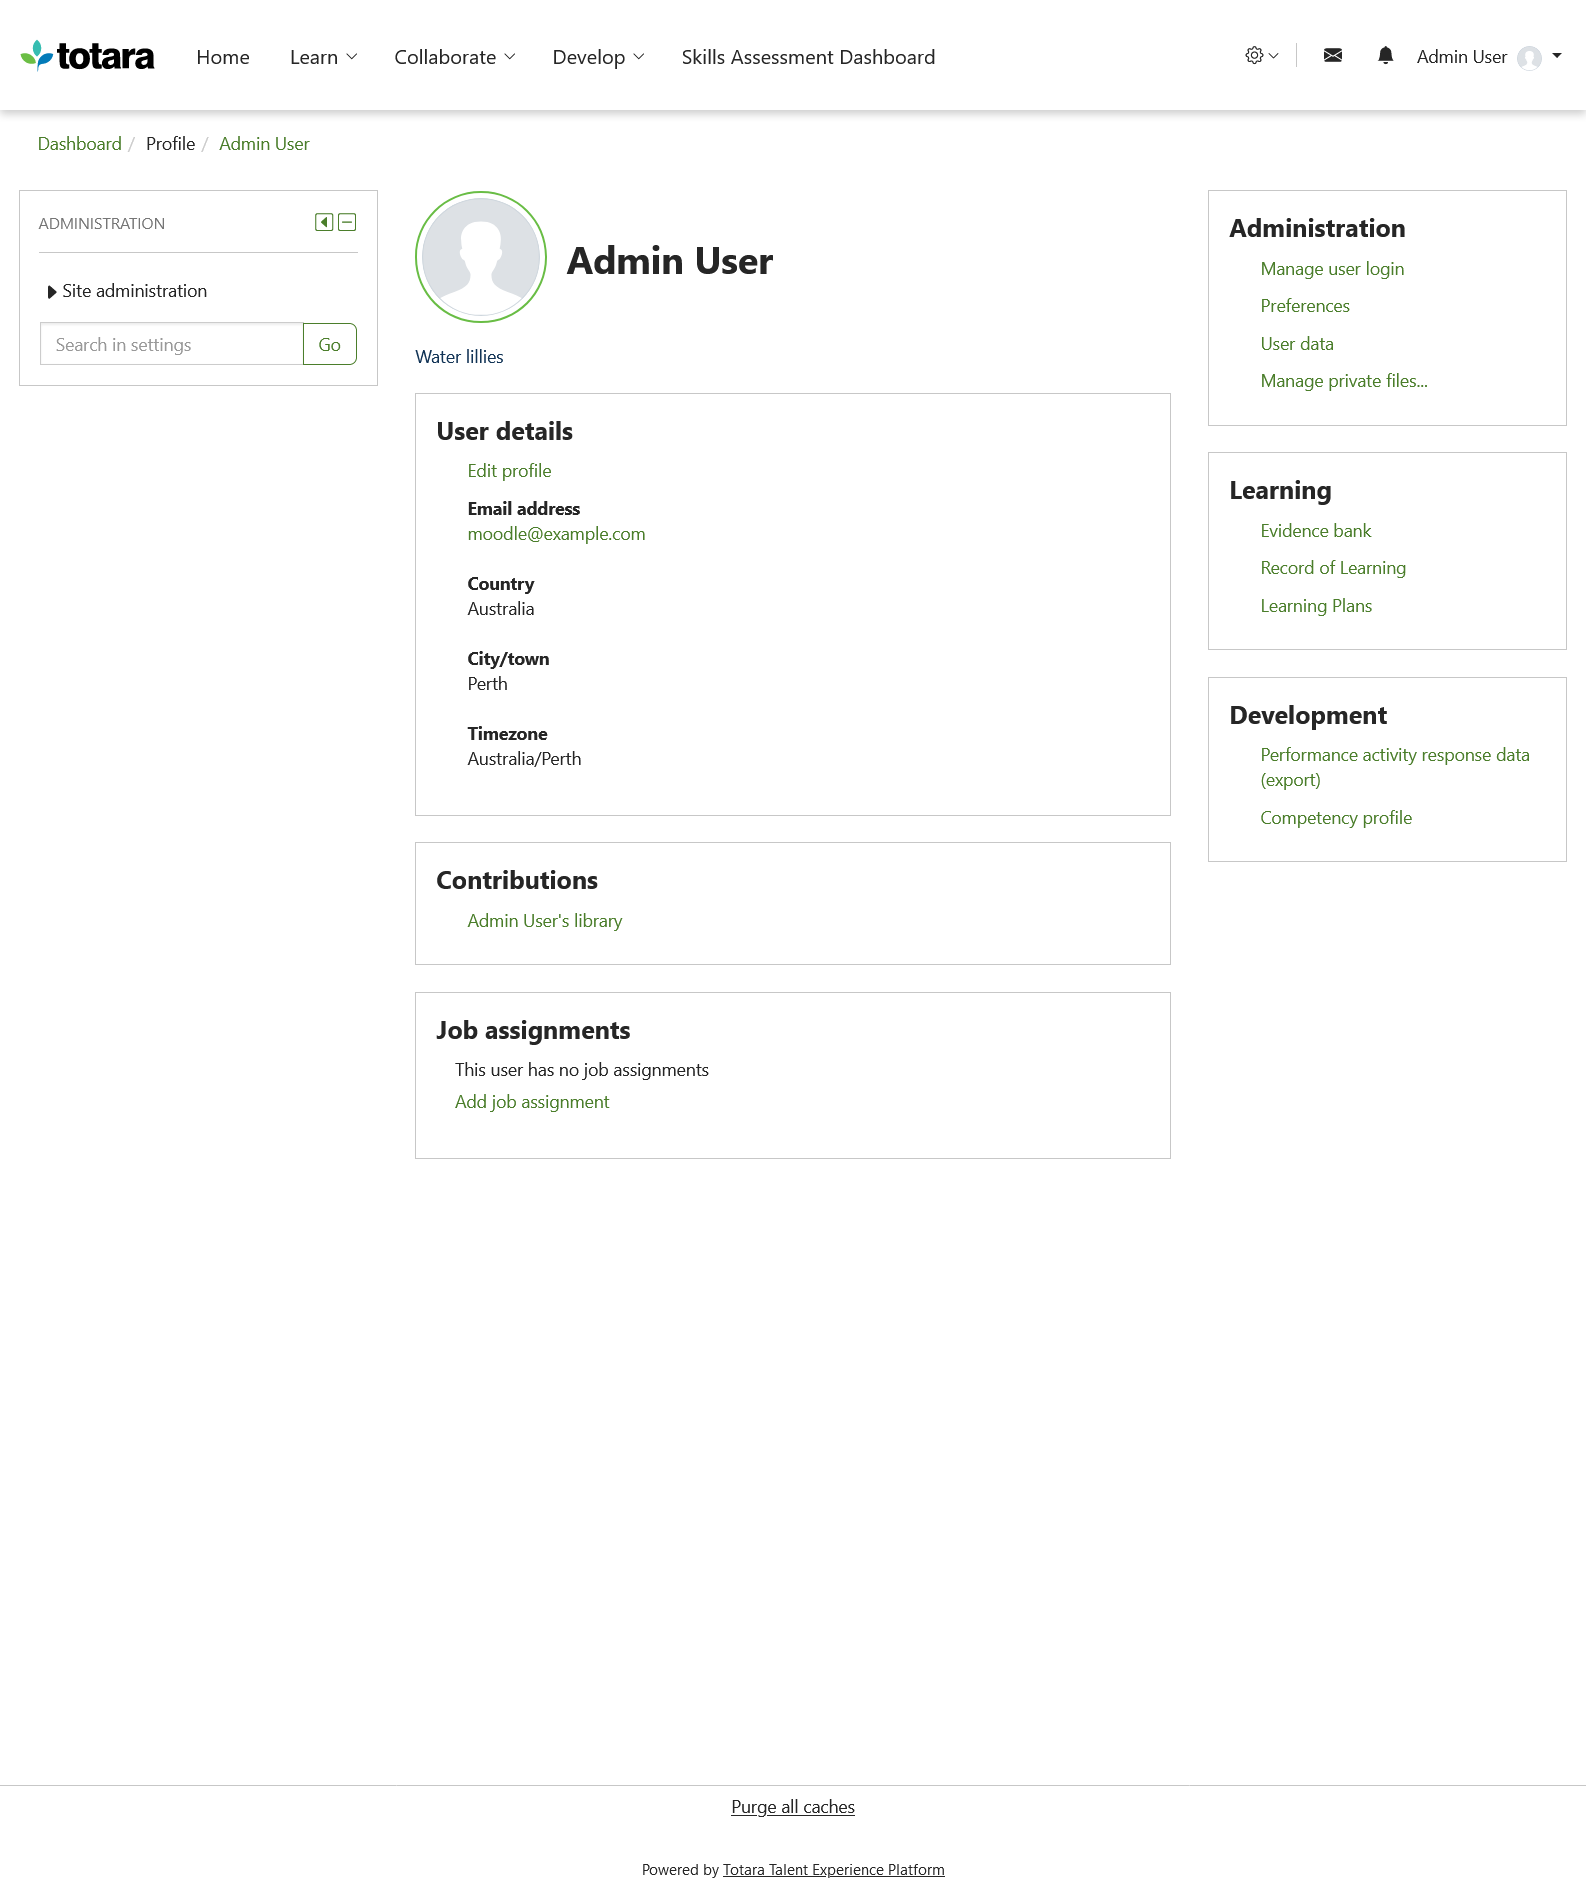 totara
Home
Learn
Collaborate
Develop
Skills Assessment Dashboard
Admin User
Dashboard / Profile / Admin User
ADMINISTRATION
Site administration
Search in settings
Go
Admin User
Water lillies
User details
Edit profile
Email address
moodle@example.com
Country
Australia
City/town
Perth
Timezone
Australia/Perth
Contributions
Admin User's library
Job assignments
This user has no job assignments
Add job assignment
Administration
Manage user login
Preferences
User data
Manage private files...
Learning
Evidence bank
Record of Learning
Learning Plans
Development
Performance activity response data
(export)
Competency profile
Purge all caches
Powered by Totara Talent Experience Platform